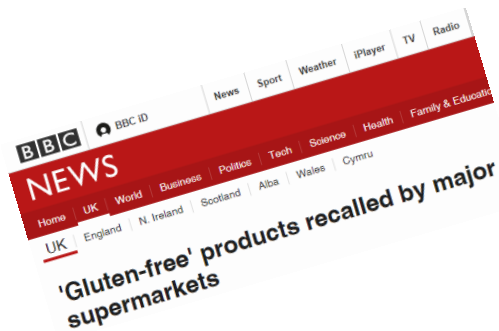 News Sport Weather iPlayer TV Radio
BBC BBC iD
NEWS
Home UK World Business Politics Tech Science Health Family & Educatio
UK England N. Ireland Scotland Alba Wales Cymru
'Gluten-free' products recalled by major
supermarkets